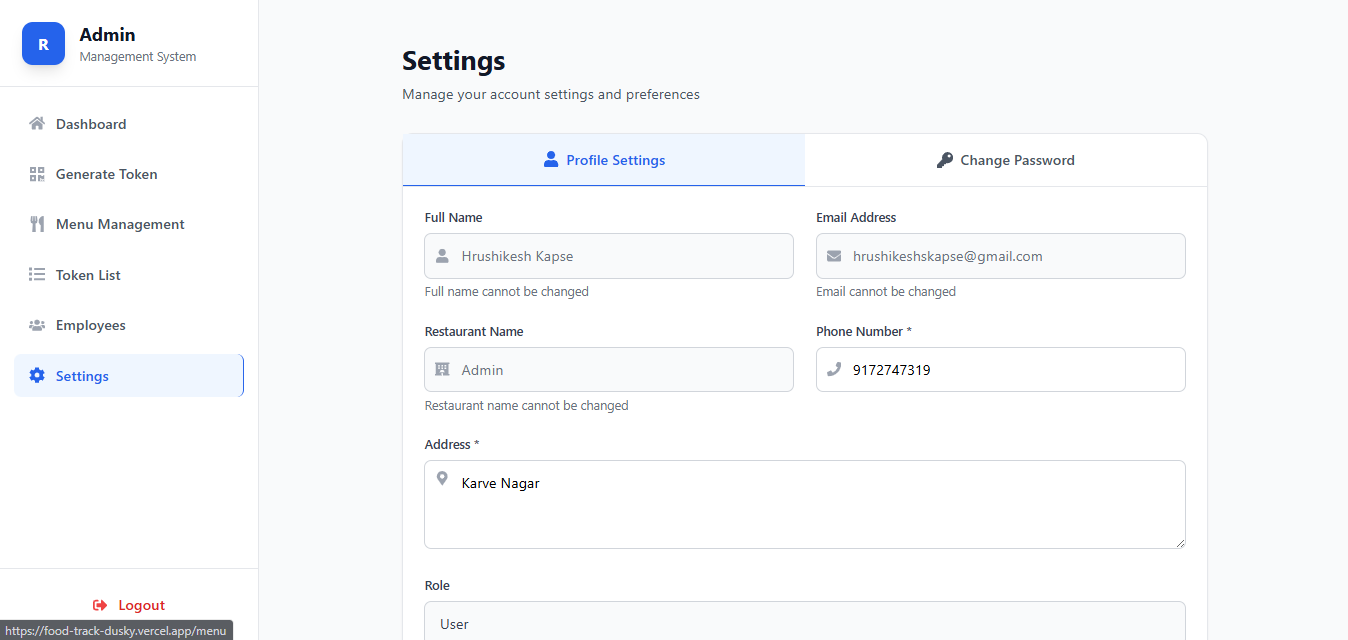 R
Admin
Management System
Dashboard
Generate Token
Menu Management
Token List
Employees
Settings
Logout
https://food-track-dusky.vercel.app/menu
Settings
Manage your account settings and preferences
Profile Settings
Change Password
Full Name
Email Address
Hrushikesh Kapse
hrushikeshskapse@gmail.com
Full name cannot be changed
Email cannot be changed
Restaurant Name
Phone Number *
Admin
9172747319
Restaurant name cannot be changed
Address *
Karve Nagar
Role
User